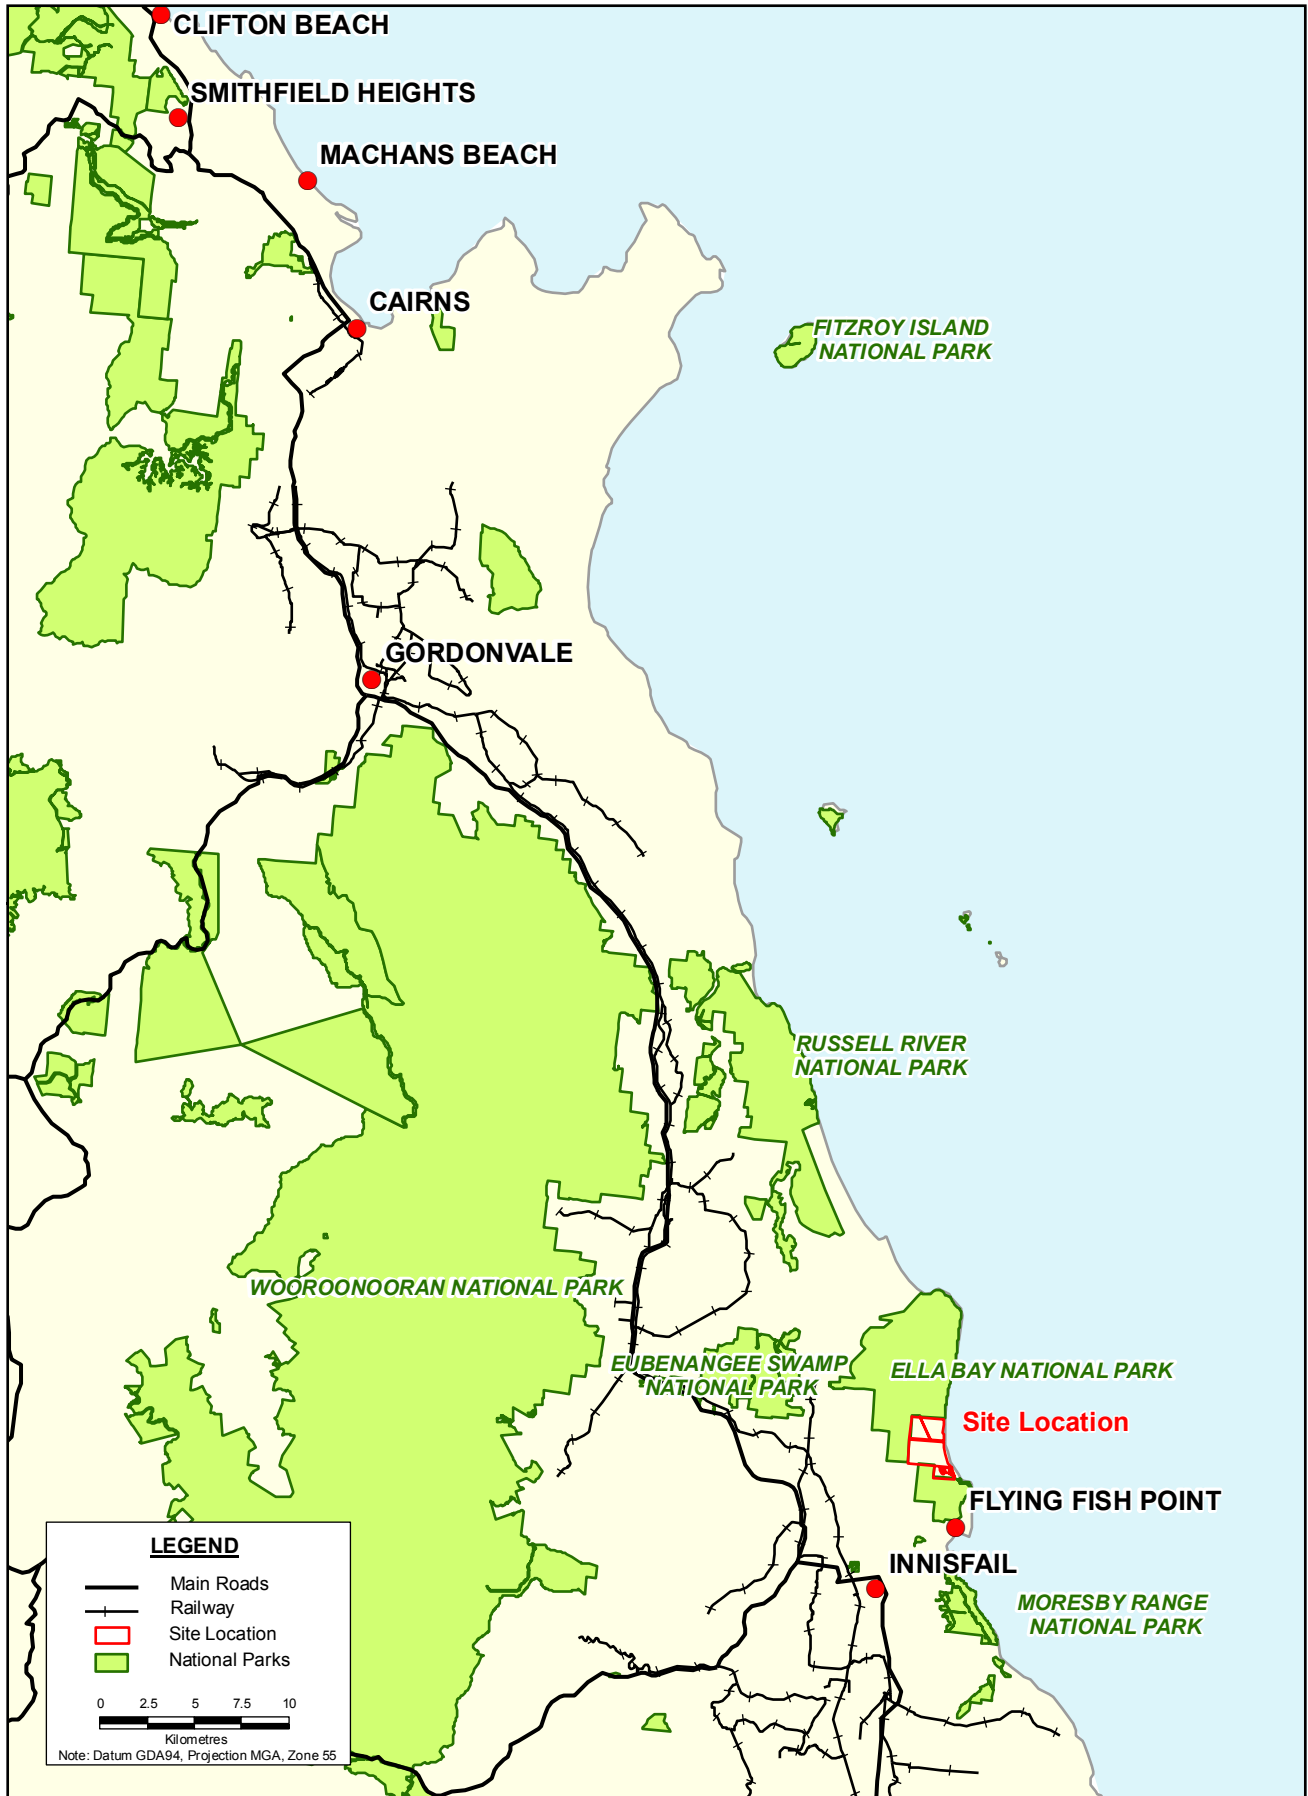 CLIFTON BEACH
SMITHFIELD HEIGHTS
MACHANS BEACH
CAIRNS
FITZROY ISLAND
NATIONAL PARK
GORDONVALE
RUSSELL RIVER
NATIONAL PARK
WOOROONOORAN NATIONAL PARK
EUBENANGEE SWAMP
NATIONAL PARK
ELLA BAY NATIONAL PARK
Site Location
FLYING FISH POINT
INNISFAIL
MORESBY RANGE
NATIONAL PARK
LEGEND
Main Roads
Railway
Site Location
National Parks
0 2.5 5 7.5 10
Kilometres
Note: Datum GDA94, Projection MGA, Zone 55